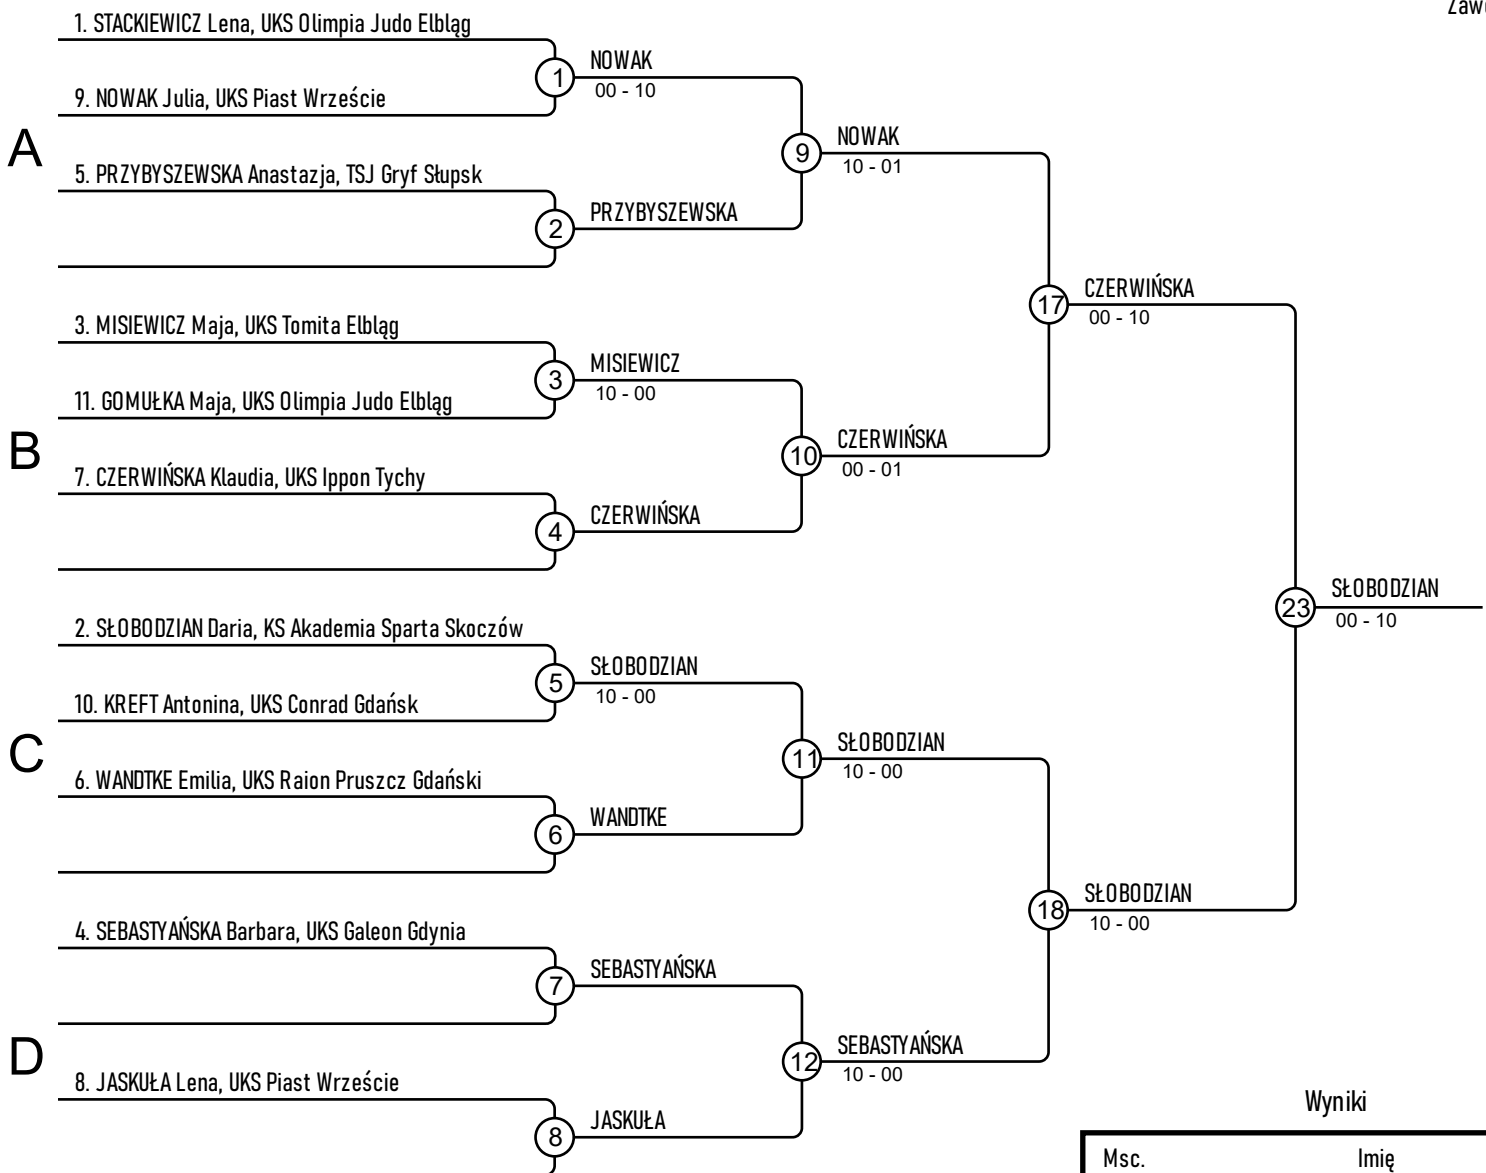 Zaw
1. STACKIEWICZ Lena, UKS Olimpia Judo Elbląg
1
NOWAK
00 - 10
9. NOWAK Julia, UKS Piast Wrzeście
A
9
NOWAK
10 - 01
5. PRZYBYSZEWSKA Anastazja, TSJ Gryf Słupsk
2
PRZYBYSZEWSKA
17
CZERWIŃSKA
00 - 10
3. MISIEWICZ Maja, UKS Tomita Elbląg
3
MISIEWICZ
10 - 00
11. GOMUŁKA Maja, UKS Olimpia Judo Elbląg
B
10
CZERWIŃSKA
00 - 01
7. CZERWIŃSKA Klaudia, UKS Ippon Tychy
4
CZERWIŃSKA
23
SŁOBODZIAN
00 - 10
2. SŁOBODZIAN Daria, KS Akademia Sparta Skoczów
5
SŁOBODZIAN
10 - 00
10. KREFT Antonina, UKS Conrad Gdańsk
C
11
SŁOBODZIAN
10 - 00
6. WANDTKE Emilia, UKS Raion Pruszcz Gdański
6
WANDTKE
18
SŁOBODZIAN
10 - 00
4. SEBASTYAŃSKA Barbara, UKS Galeon Gdynia
7
SEBASTYAŃSKA
D
12
SEBASTYAŃSKA
10 - 00
8. JASKUŁA Lena, UKS Piast Wrzeście
8
JASKUŁA
Wyniki
Msc. Imię